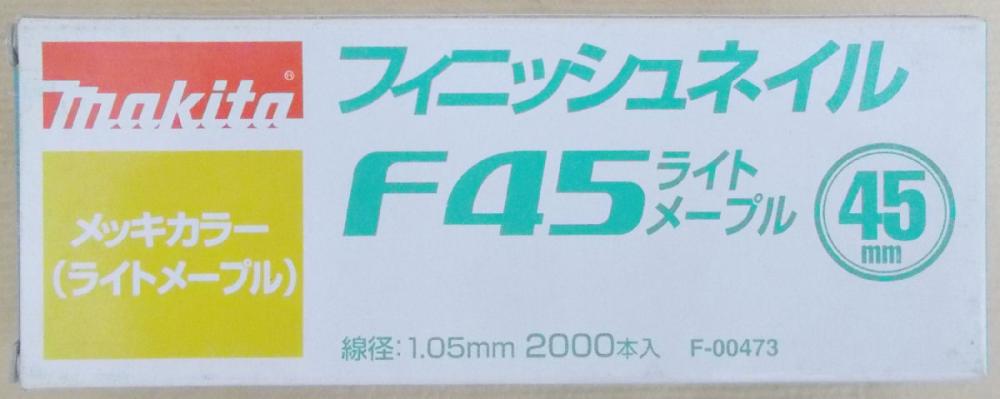 makita®
メッキカラー
(ライトメープル)
フィニッシュネイル
F45 ライト
メープル
45
mm
線径:1.05mm 2000本入 F-00473